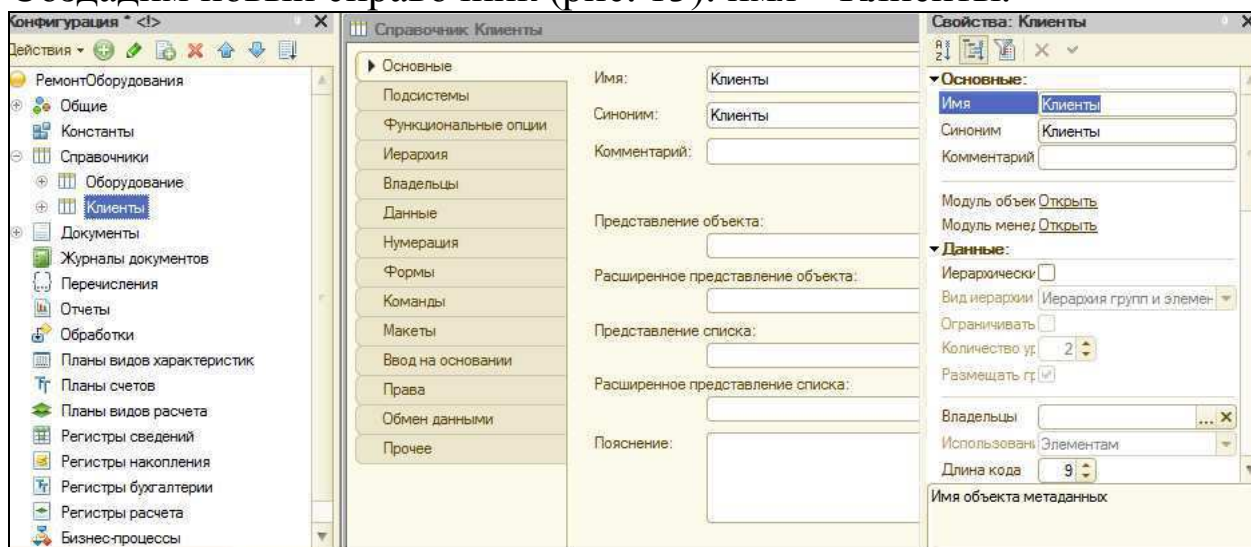 Создадим новый справочник (рис. 15): имя – Клиенты.
Конфигурация * <!>
Действия
РемонтОборудования
Общие
Константы
Справочники
Оборудование
Клиенты
Документы
Журналы документов
Перечисления
Отчеты
Обработки
Планы видов характеристик
Планы счетов
Планы видов расчета
Регистры сведений
Регистры накопления
Регистры бухгалтерии
Регистры расчета
Бизнес-процессы
Справочник Клиенты
Основные
Подсистемы
Функциональные опции
Иерархия
Владельцы
Данные
Нумерация
Формы
Команды
Макеты
Ввод на основании
Права
Обмен данными
Прочее
Имя: Клиенты
Синоним: Клиенты
Комментарий:
Представление объекта:
Расширенное представление объекта:
Представление списка:
Расширенное представление списка:
Пояснение:
Свойства: Клиенты
Основные:
Имя Клиенты
Синоним Клиенты
Комментарий
Модуль объек Открыть
Модуль менед Открыть
Данные:
Иерархически
Вид иерархии Иерархия групп и элемен
Ограничивать
Количество ур 2
Размещать гр
Владельцы ...
Использовань Элементам
Длина кода 9
Имя объекта метаданных